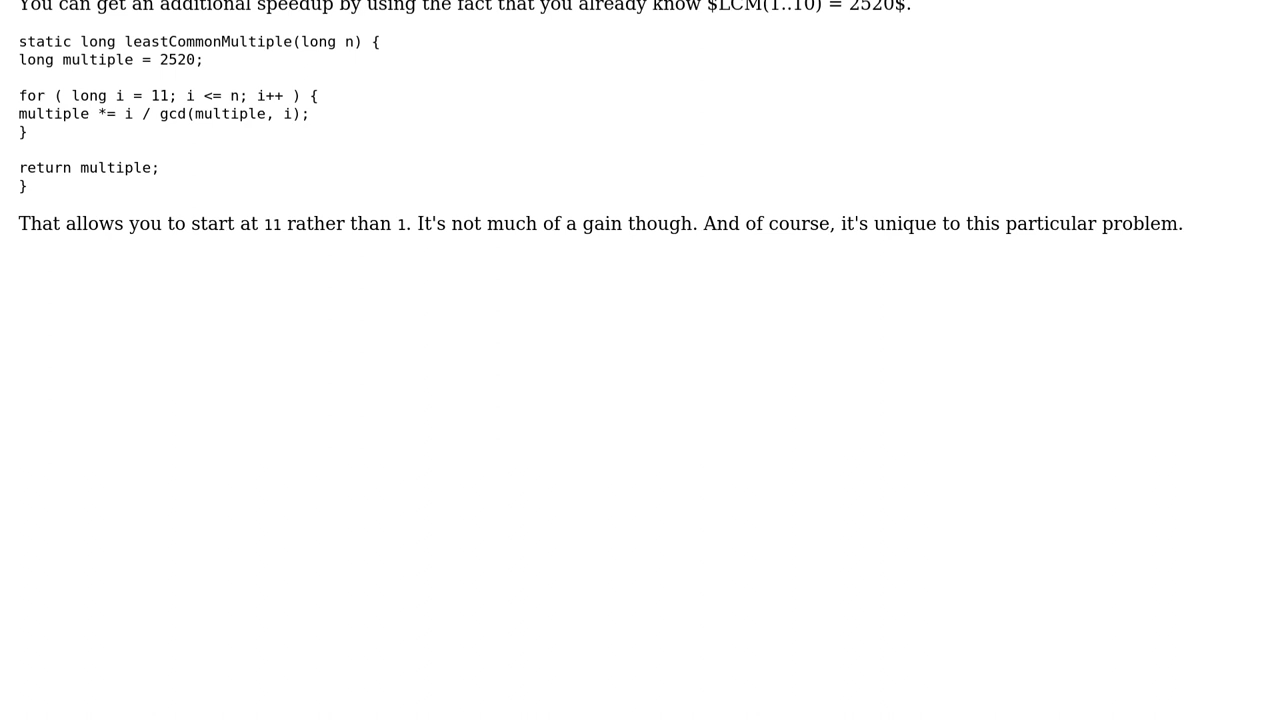 You can get an additional speedup by using the fact that you already know $LCM(1..10) = 2520$.
static long leastCommonMultiple(long n) {
long multiple = 2520;
for ( long i = 11; i <= n; i++ ) {
multiple *= i / gcd(multiple, i);
}
return multiple;
}
That allows you to start at 11 rather than 1. It's not much of a gain though. And of course, it's unique to this particular problem.